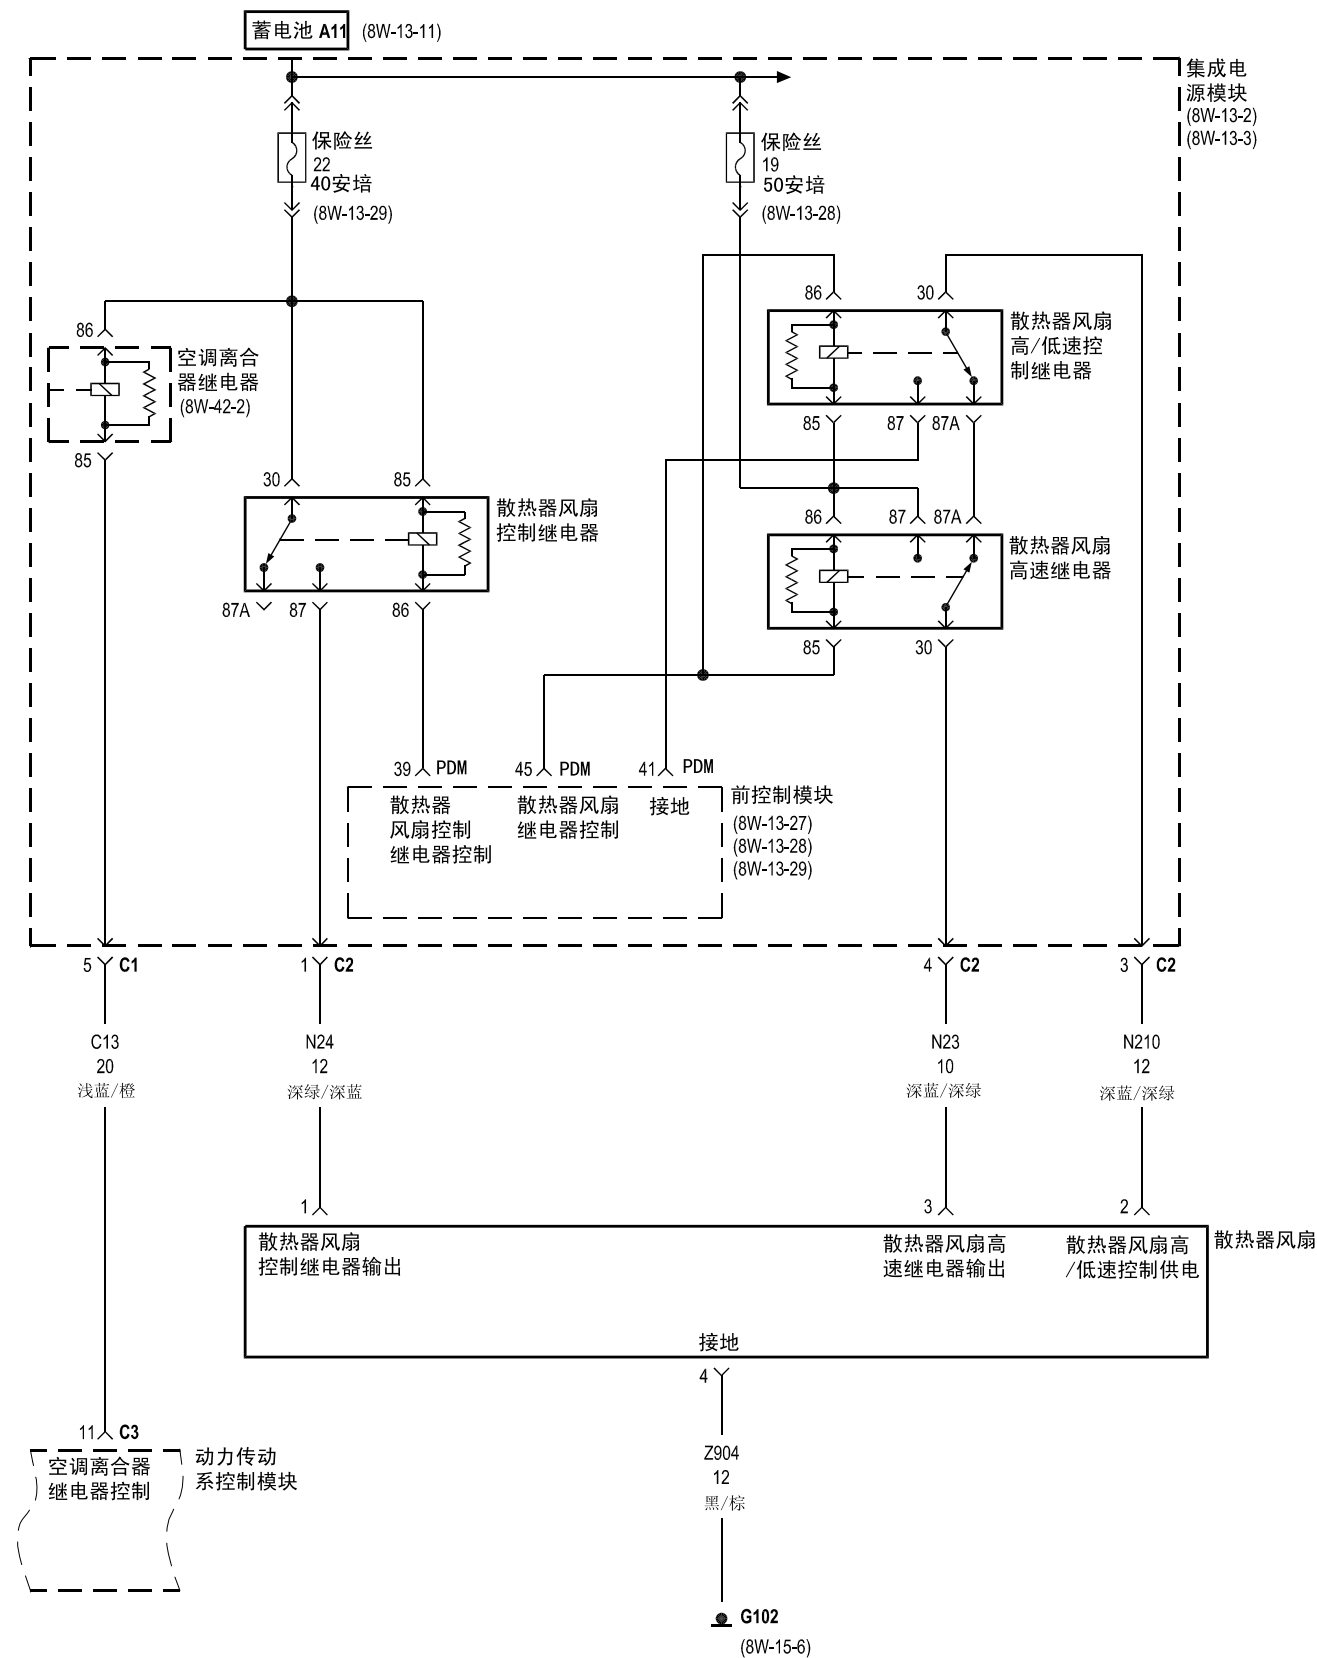 蓄电池 A11 (8W-13-11)
集成电
源模块
(8W-13-2)
(8W-13-3)
保险丝
22
40安培
(8W-13-29)
保险丝
19
50安培
(8W-13-28)
86
空调离合
器继电器
(8W-42-2)
85
86
30
散热器风扇
高/低速控
制继电器
85
87
87A
30
85
散热器风扇
控制继电器
87A
87
86
86
87
87A
散热器风扇
高速继电器
85
30
39 PDM
45 PDM
41 PDM
散热器
风扇控制
继电器控制
散热器风扇
继电器控制
接地
前控制模块
(8W-13-27)
(8W-13-28)
(8W-13-29)
5 C1
1 C2
4 C2
3 C2
C13
20
浅蓝/橙
N24
12
深绿/深蓝
N23
10
深蓝/深绿
N210
12
深蓝/深绿
1
3
2
散热器风扇
控制继电器输出
散热器风扇高
速继电器输出
散热器风扇高
/低速控制供电
散热器风扇
接地
4
11 C3
空调离合器
继电器控制
动力传动
系控制模块
Z904
12
黑/棕
G102
(8W-15-6)